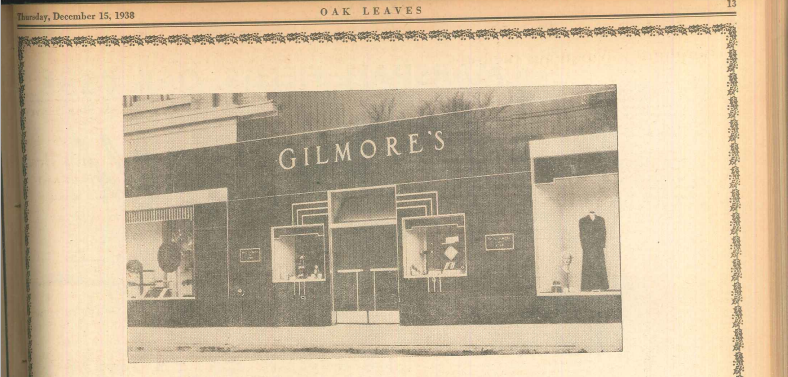 Thursday, December 15, 1938
OAK LEAVES
13
GILMORE'S